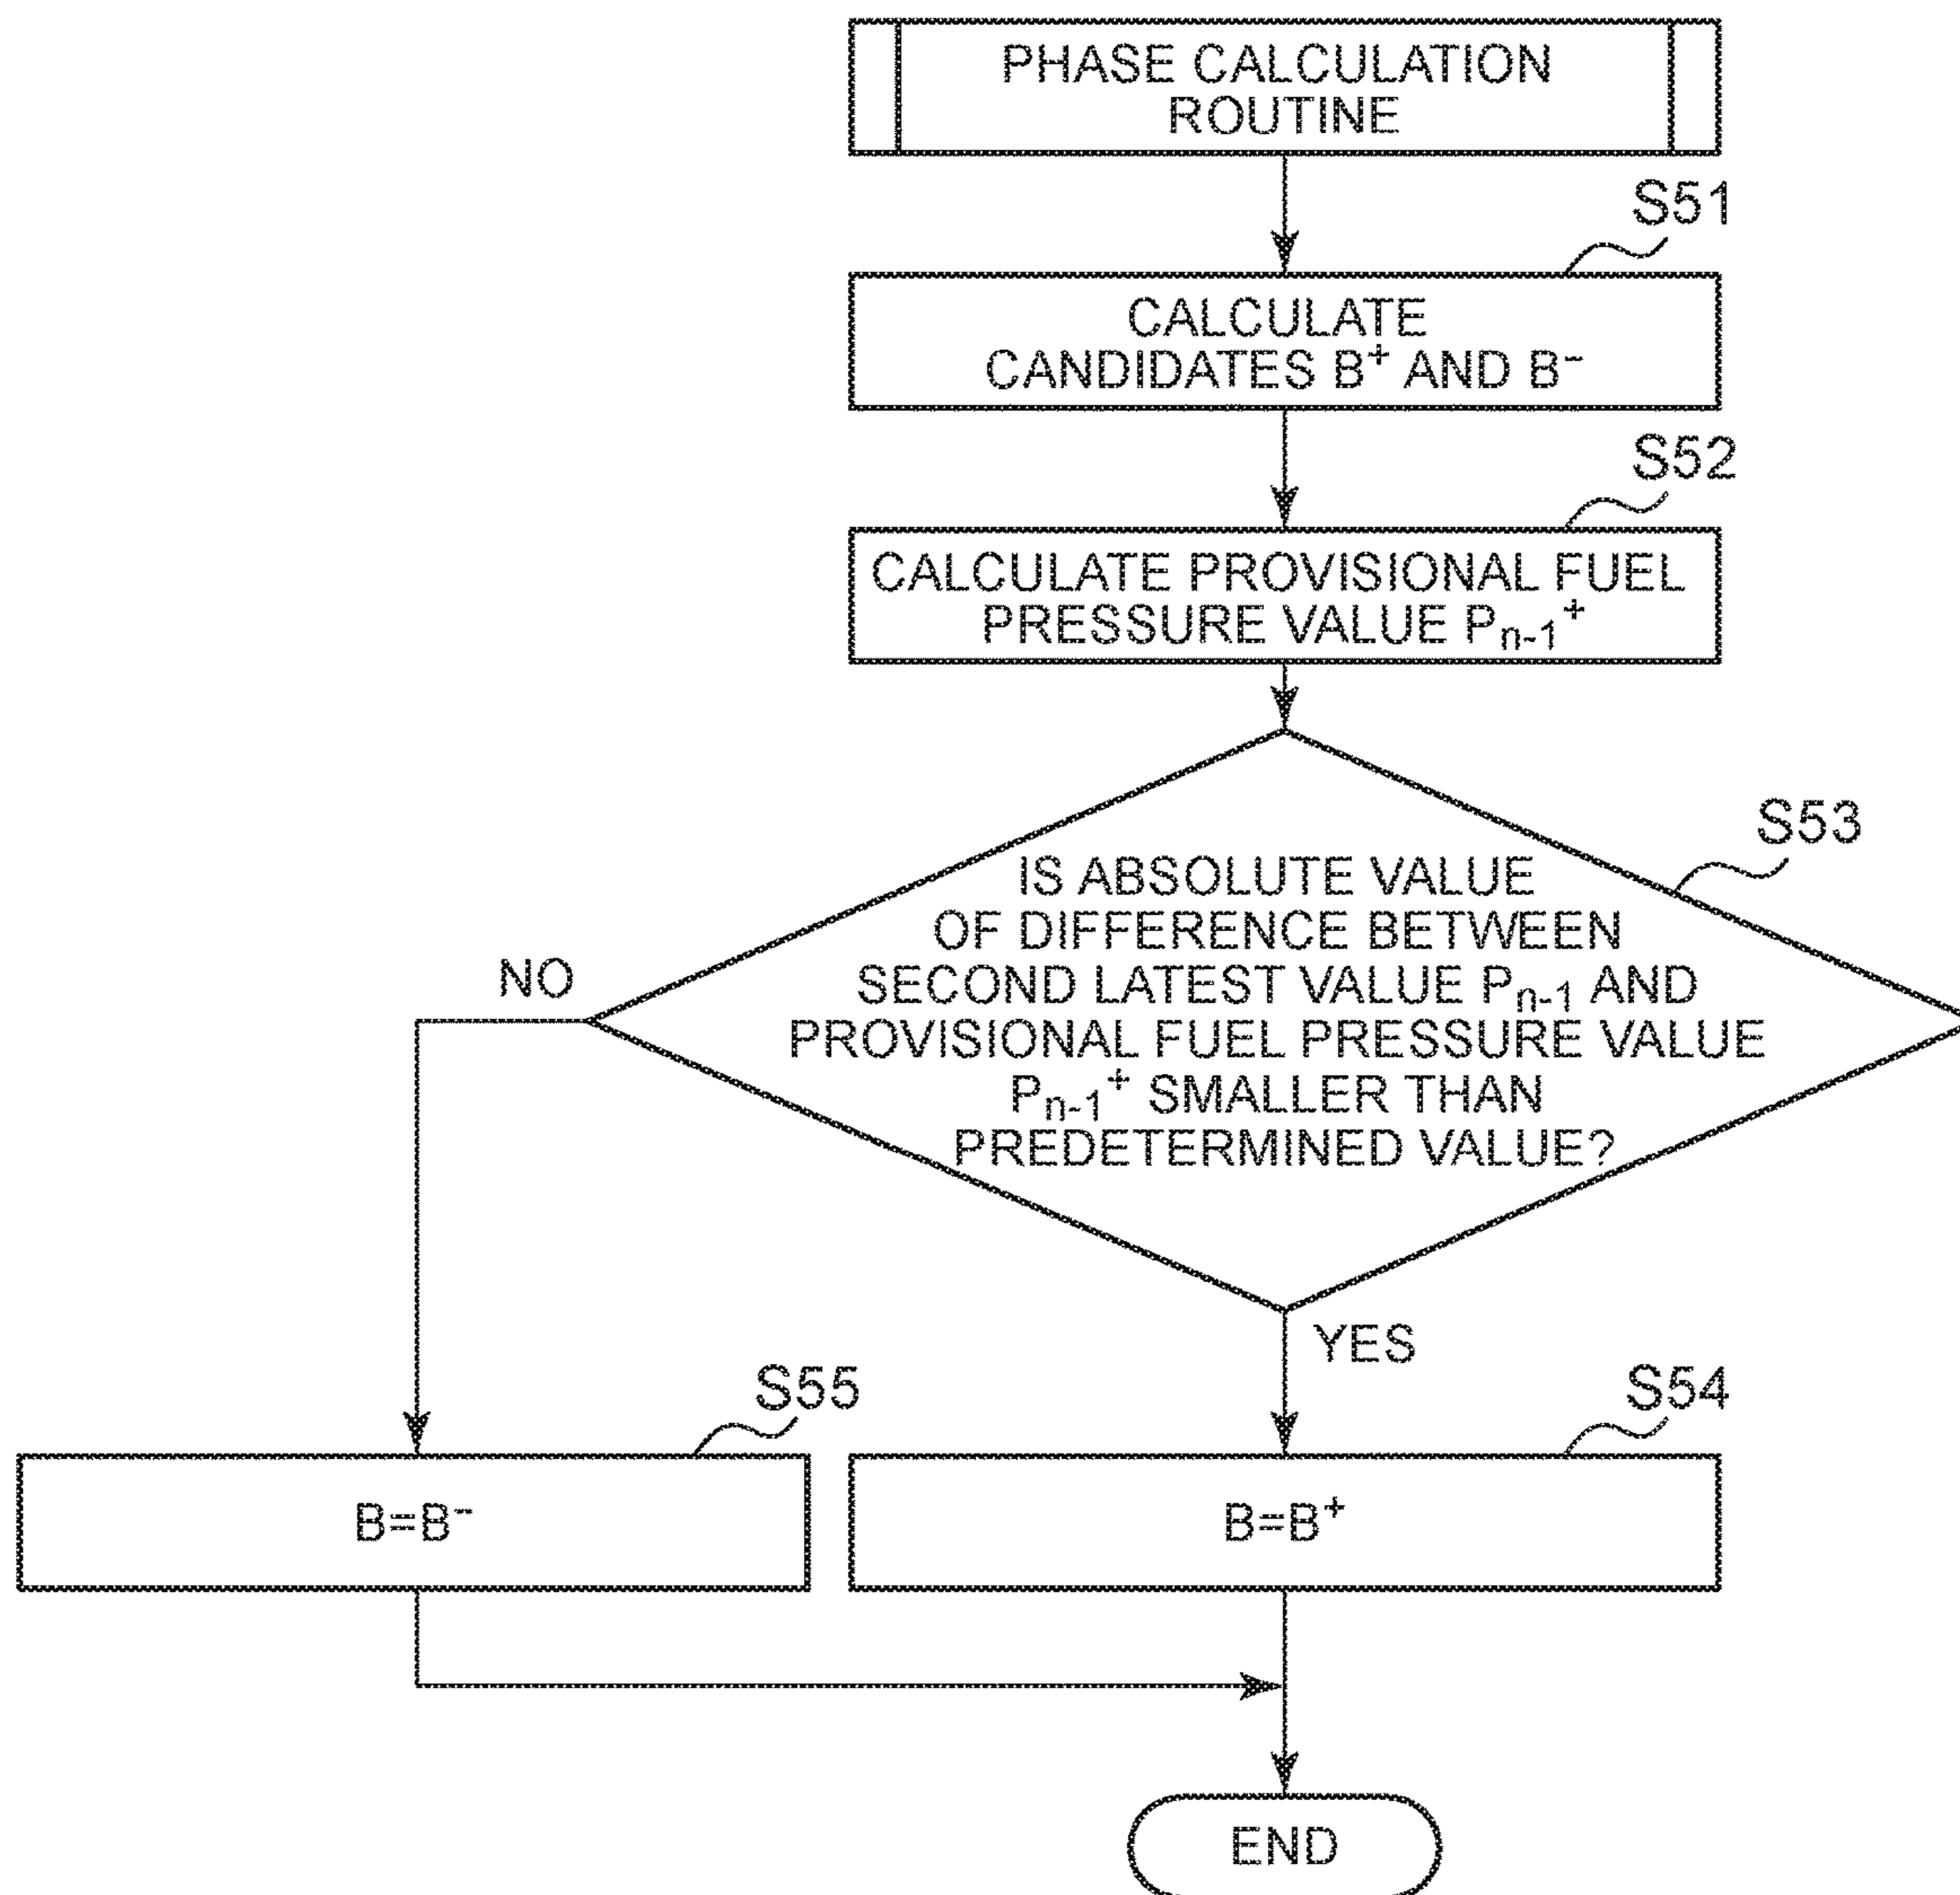 PHASE CALCULATION
ROUTINE
S51
CALCULATE
CANDIDATES B⁺ AND B⁻
S52
CALCULATE PROVISIONAL FUEL
PRESSURE VALUE Pₙ₋₁⁺
S53
IS ABSOLUTE VALUE
OF DIFFERENCE BETWEEN
SECOND LATEST VALUE Pₙ₋₁ AND
PROVISIONAL FUEL PRESSURE VALUE
Pₙ₋₁⁺ SMALLER THAN
PREDETERMINED VALUE?
NO
YES
S55
B=B⁻
S54
B=B⁺
END